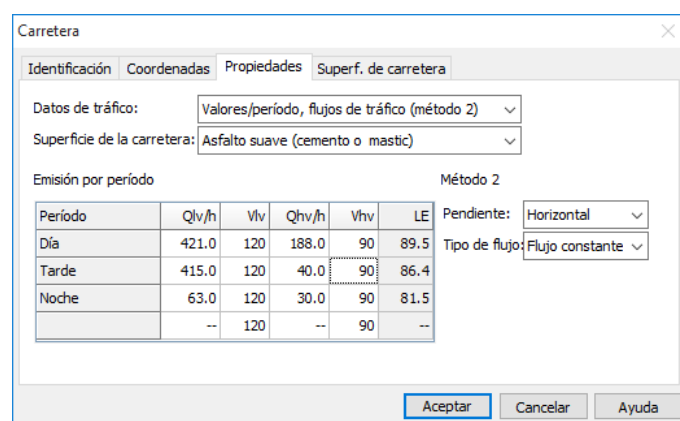 Carretera
Identificación Coordenadas Propiedades Superf. de carretera
Datos de tráfico: Valores/período, flujos de tráfico (método 2)
Superficie de la carretera: Asfalto suave (cemento o mastic)
Emisión por período Método 2
Período Qlv/h Vlv Qhv/h Vhv LE Pendiente: Horizontal
Día 421.0 120 188.0 90 89.5 Tipo de flujo: Flujo constante
Tarde 415.0 120 40.0 90 86.4
Noche 63.0 120 30.0 90 81.5
-- 120 -- 90 --
Aceptar Cancelar Ayuda